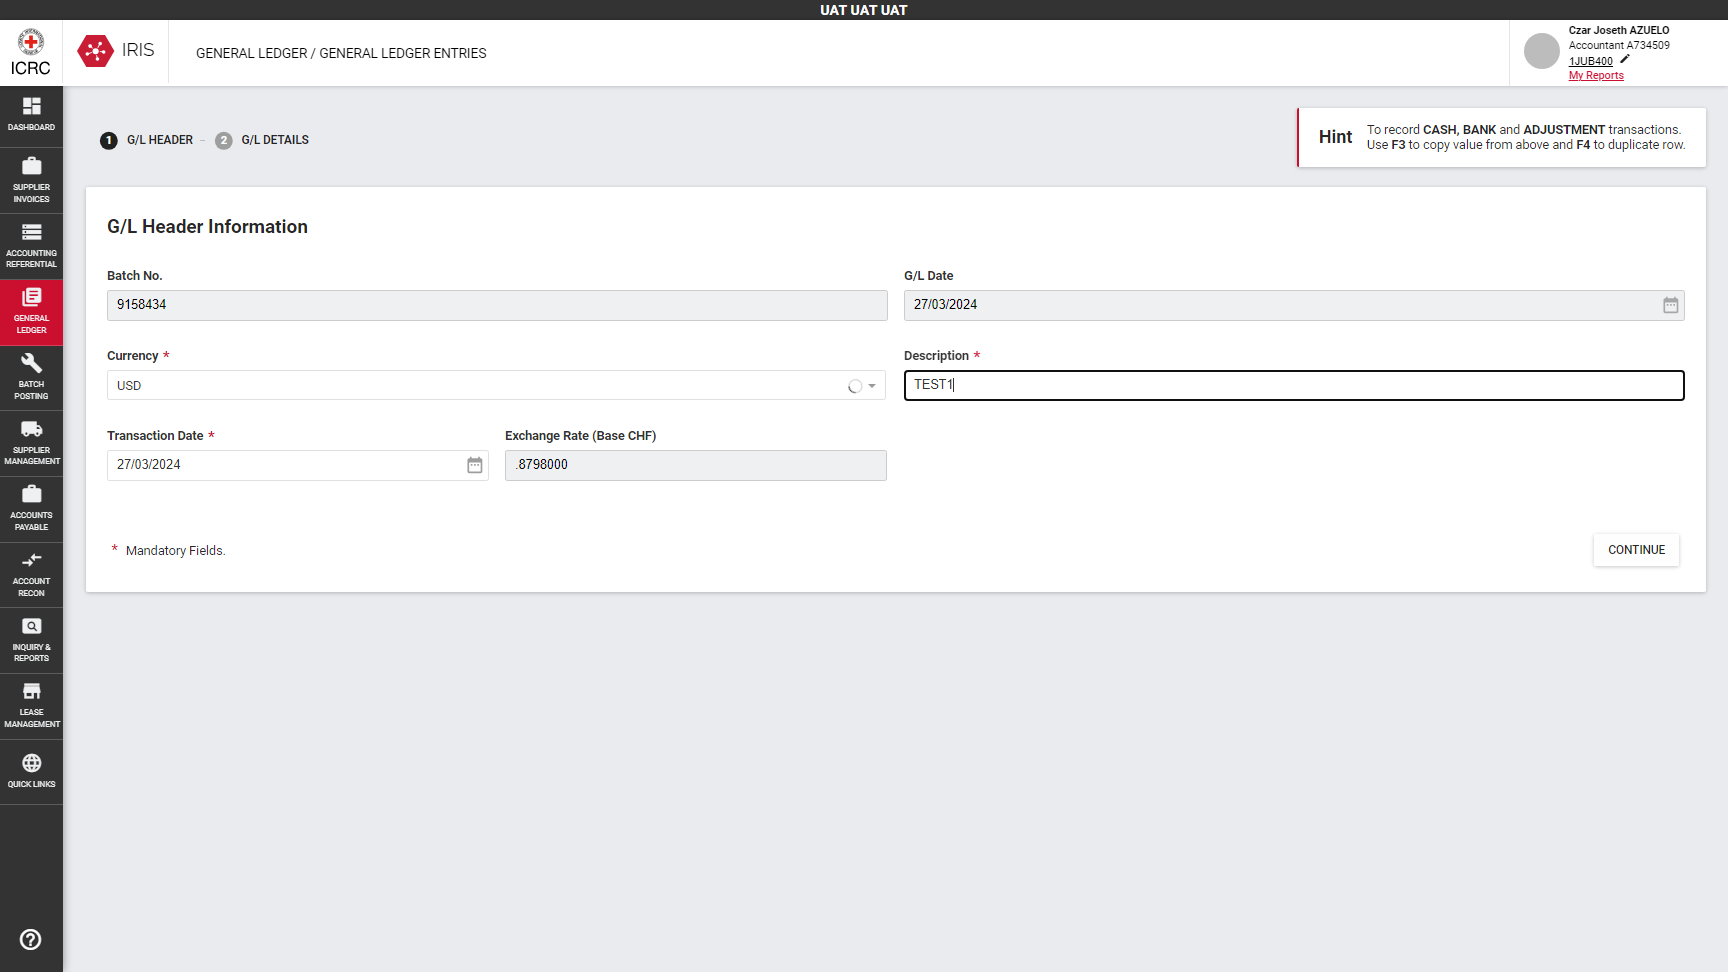 UAT UAT UAT
ICRC
IRIS
GENERAL LEDGER / GENERAL LEDGER ENTRIES
Czar Joseth AZUELO
Accountant A734509
1JUB400
My Reports
DASHBOARD
SUPPLIER
INVOICES
ACCOUNTING
REFERENTIAL
GENERAL
LEDGER
BATCH
POSTING
SUPPLIER
MANAGEMENT
ACCOUNTS
PAYABLE
ACCOUNT
RECON
INQUIRY &
REPORTS
LEASE
MANAGEMENT
QUICK LINKS
1 G/L HEADER – 2 G/L DETAILS
Hint
To record CASH, BANK and ADJUSTMENT transactions.
Use F3 to copy value from above and F4 to duplicate row.
G/L Header Information
Batch No.
9158434
G/L Date
27/03/2024
Currency *
USD
Description *
TEST1
Transaction Date *
27/03/2024
Exchange Rate (Base CHF)
.8798000
* Mandatory Fields.
CONTINUE